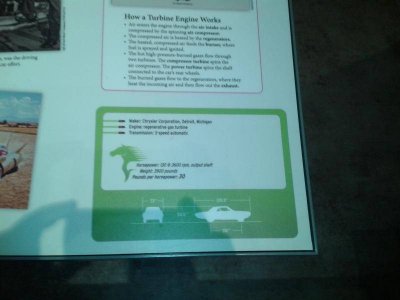 was the driving
How a Turbine Engine Works
• Air enters the engine through the air intake and is
compressed by the spinning air compressor.
• The compressed air is heated by the regenerators.
• The heated, compressed air feeds the burner, where
fuel is sprayed and ignited.
• The hot high-pressure-burned gases flow through
two turbines. The compressor turbine spins the
air compressor. The power turbine spins the shaft
connected to the car's rear wheels.
• The burned gases flow to the regenerators, where they
heat the incoming air and then flow out the exhaust.
Make: Chrysler Corporation, Detroit, Michigan
Engine: regenerative gas turbine
Transmission: 3-speed automatic
Horsepower: 130 @ 3600 rpm, output shaft
Weight: 3900 pounds
Pounds per horsepower: 30